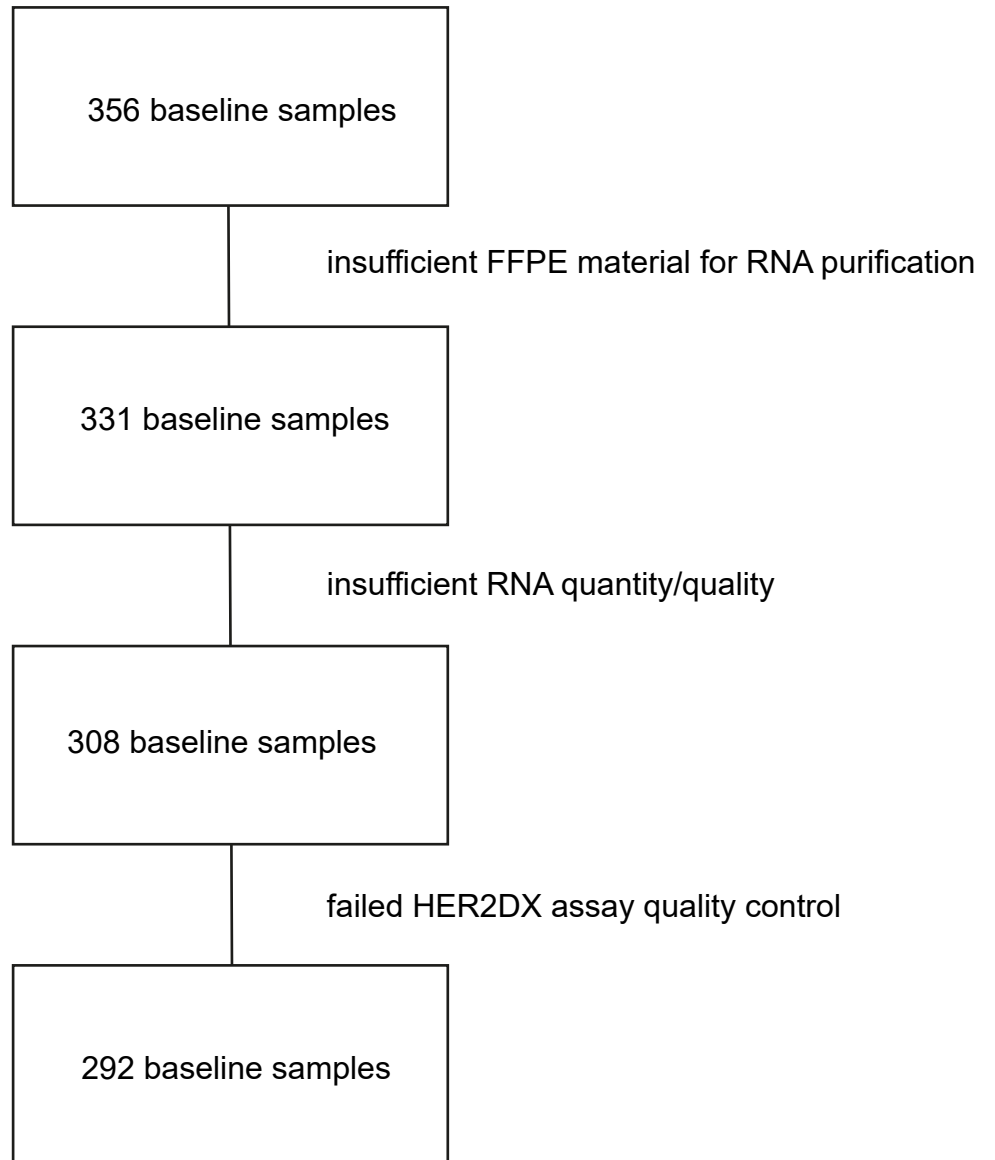 356 baseline samples
insufficient FFPE material for RNA purification
331 baseline samples
insufficient RNA quantity/quality
308 baseline samples
failed HER2DX assay quality control
292 baseline samples